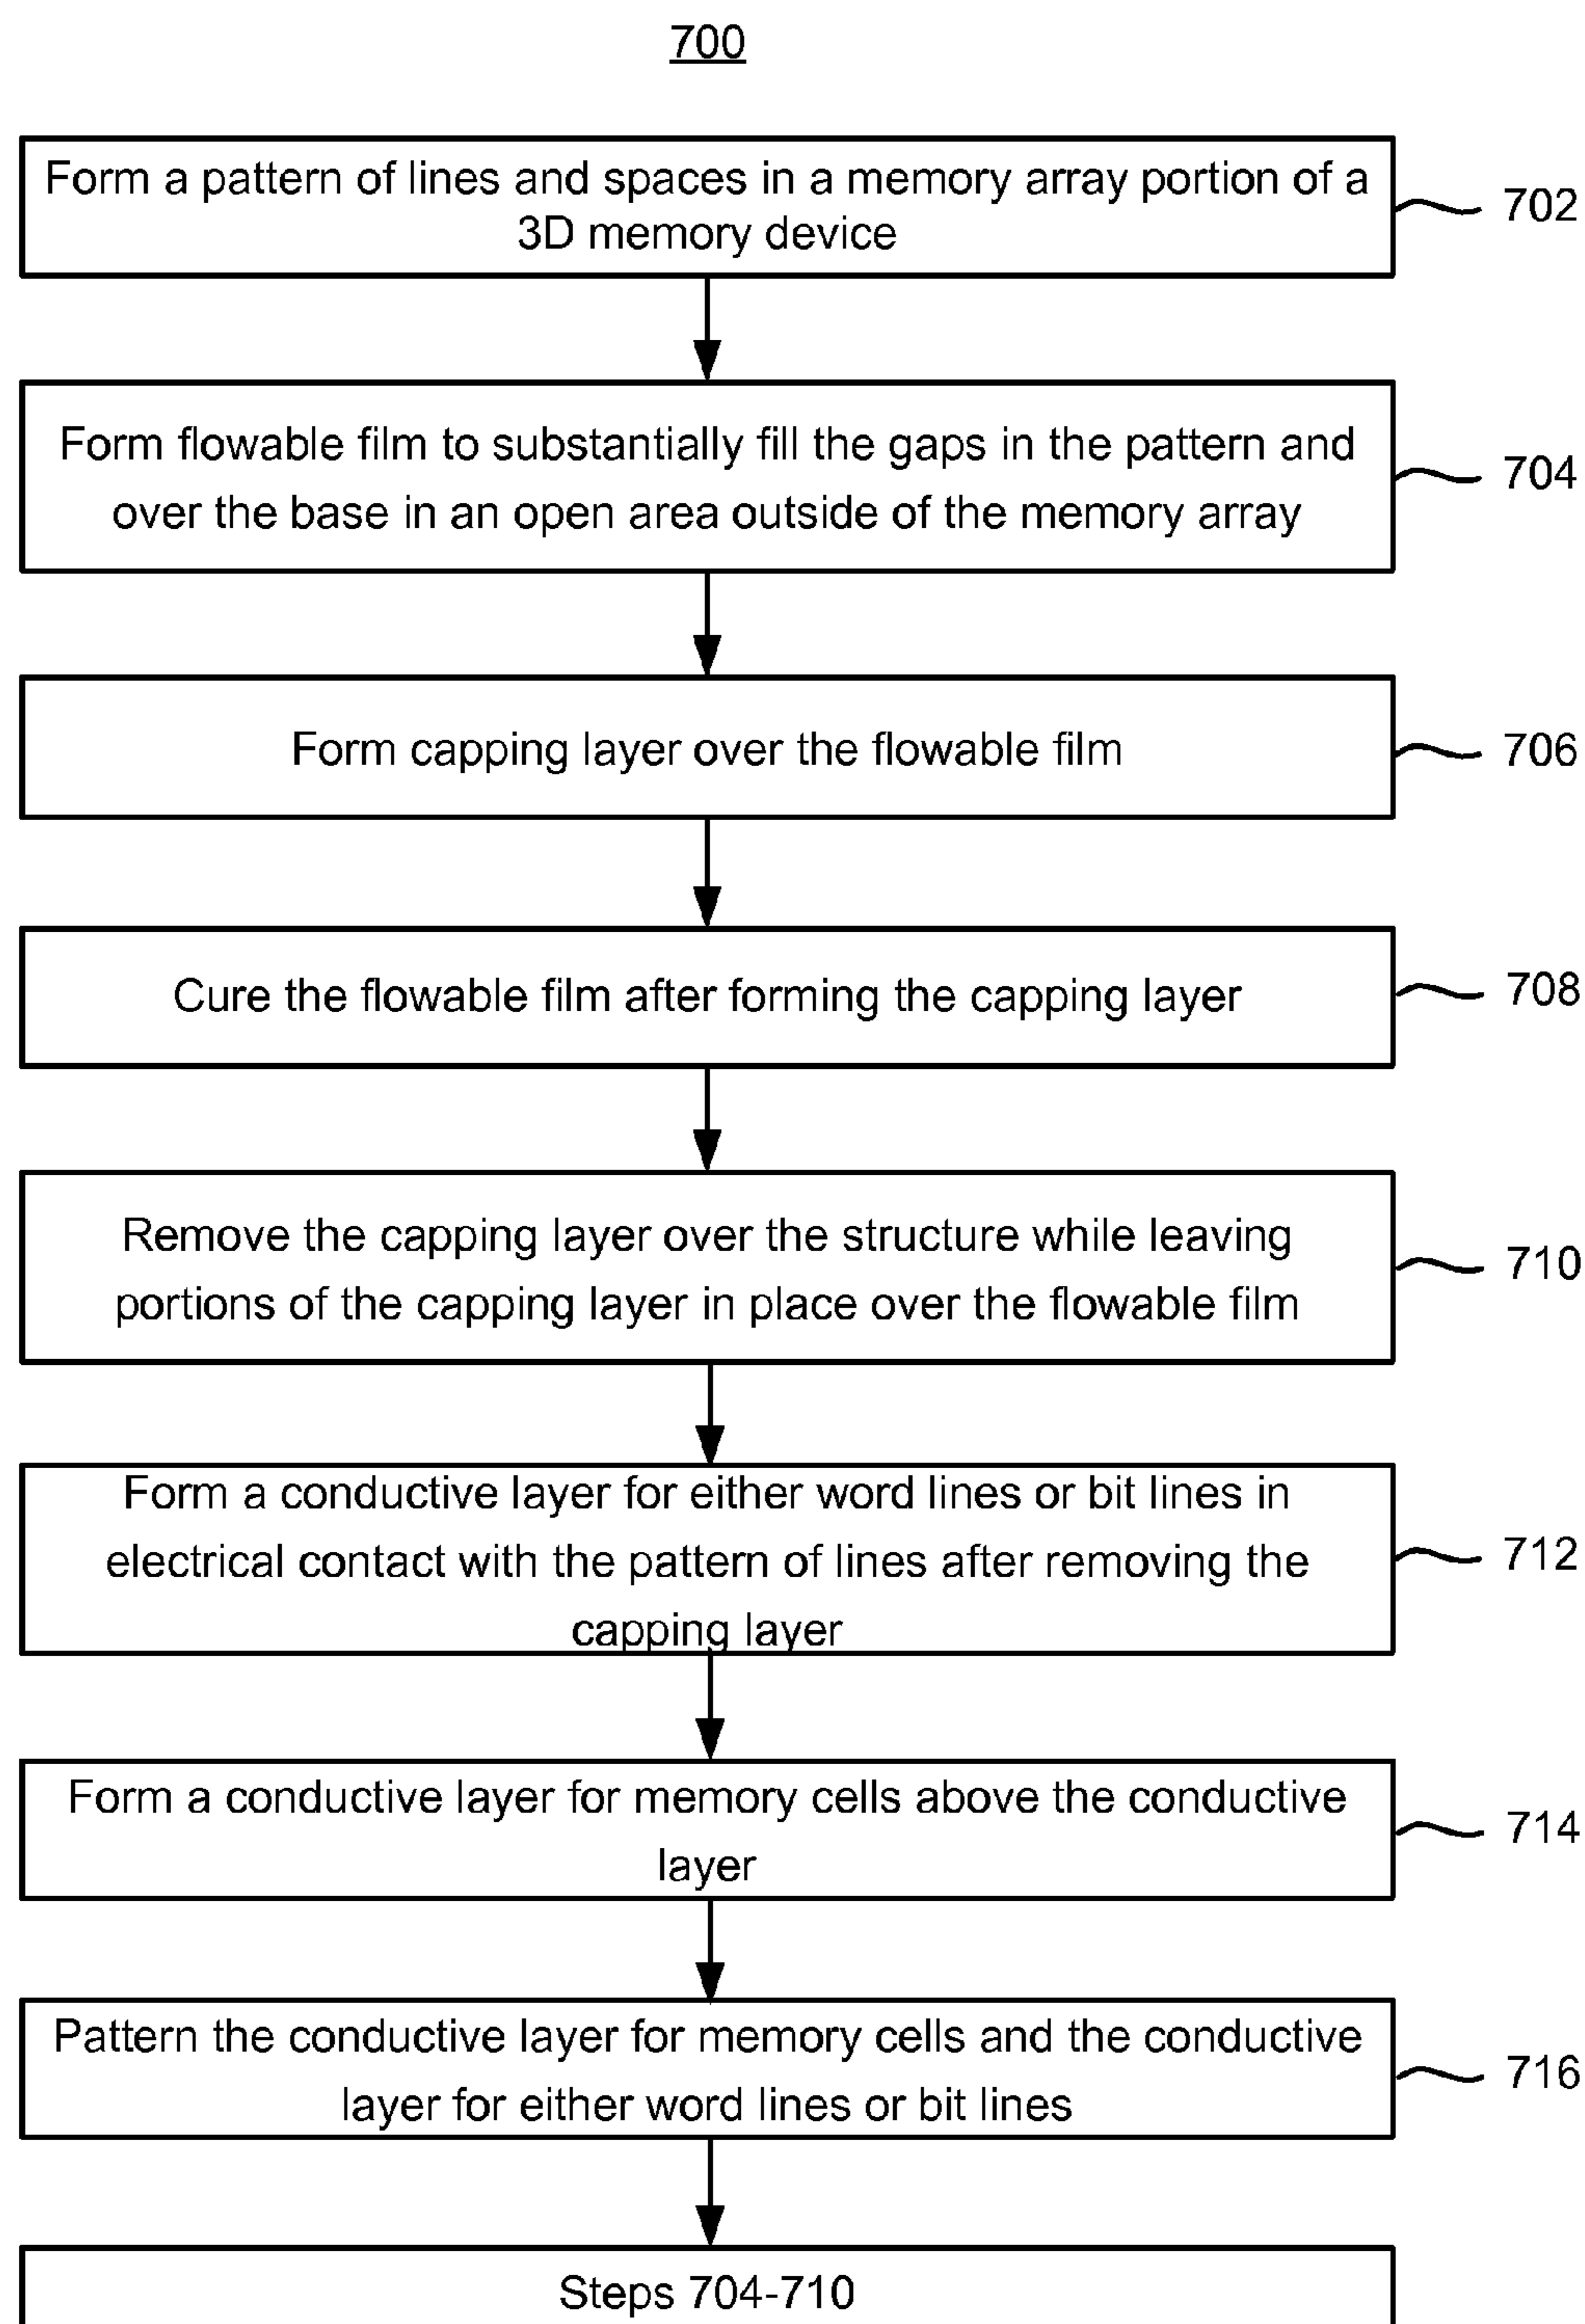 700
Form a pattern of lines and spaces in a memory array portion of a
3D memory device
702
Form flowable film to substantially fill the gaps in the pattern and
over the base in an open area outside of the memory array
704
Form capping layer over the flowable film
706
Cure the flowable film after forming the capping layer
708
Remove the capping layer over the structure while leaving
portions of the capping layer in place over the flowable film
710
Form a conductive layer for either word lines or bit lines in
electrical contact with the pattern of lines after removing the
capping layer
712
Form a conductive layer for memory cells above the conductive
layer
714
Pattern the conductive layer for memory cells and the conductive
layer for either word lines or bit lines
716
Steps 704-710